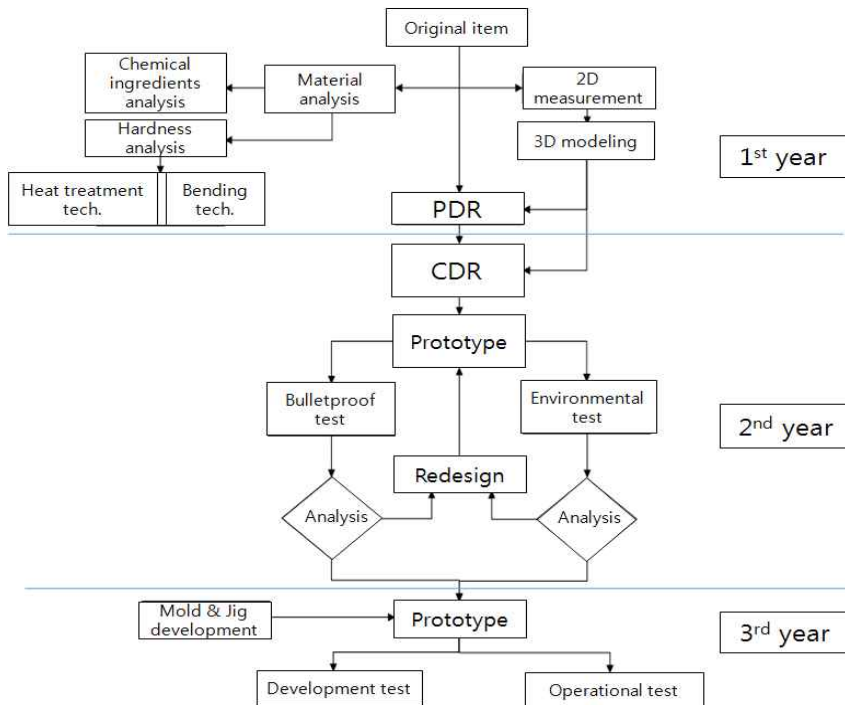 Original item
Chemical
ingredients
analysis
Material
analysis
2D
measurement
Hardness
analysis
3D modeling
1st year
Heat treatment
tech.
Bending
tech.
PDR
CDR
Prototype
Bulletproof
test
Environmental
test
2nd year
Redesign
Analysis
Analysis
Mold & Jig
development
Prototype
3rd year
Development test
Operational test